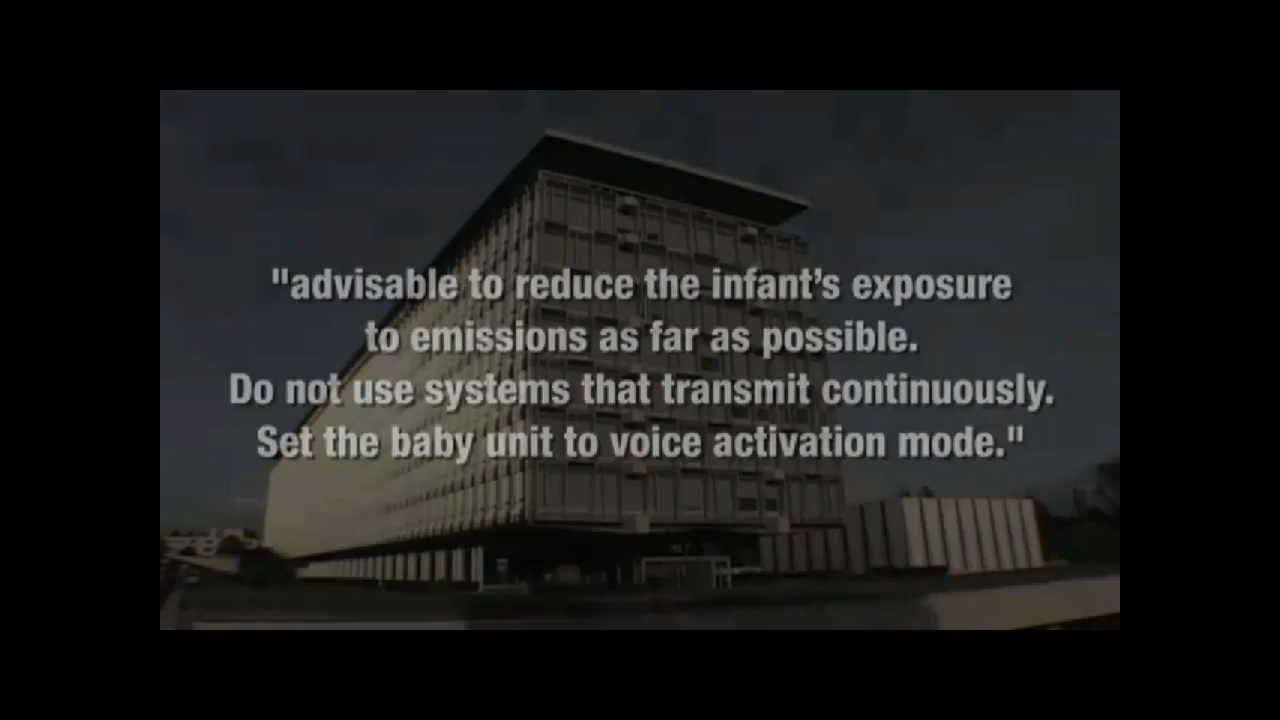 "advisable to reduce the infant’s exposure
to emissions as far as possible.
Do not use systems that transmit continuously.
Set the baby unit to voice activation mode."